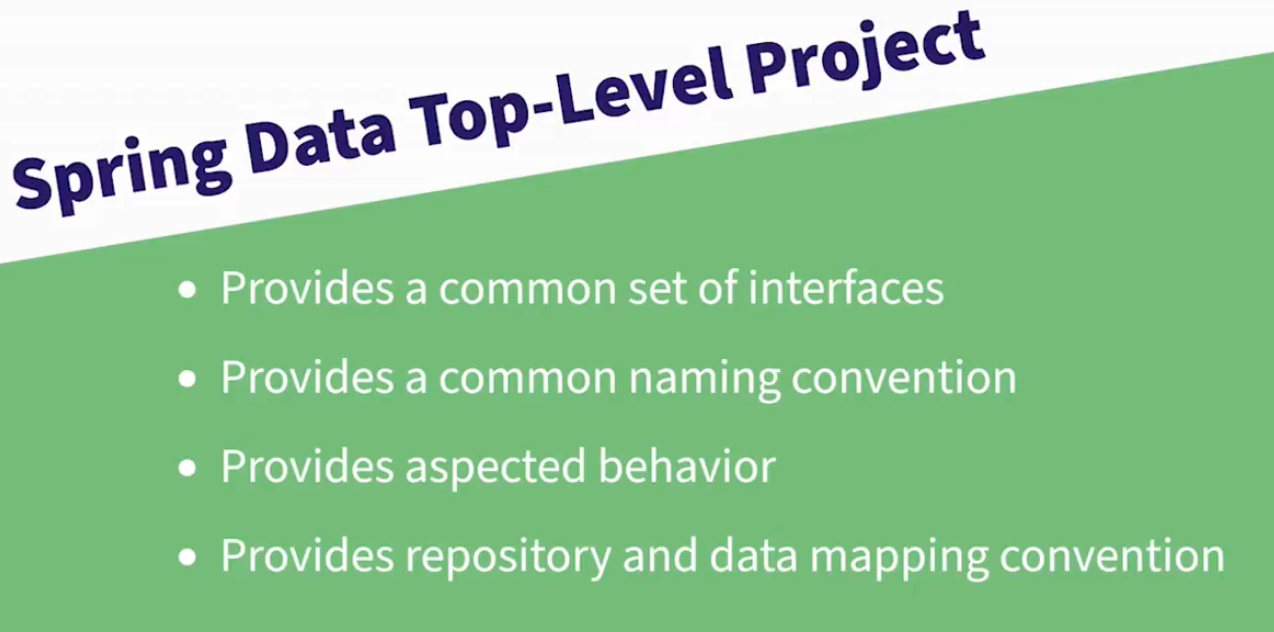 Spring Data Top-Level Project
• Provides a common set of interfaces
• Provides a common naming convention
• Provides aspected behavior
• Provides repository and data mapping convention